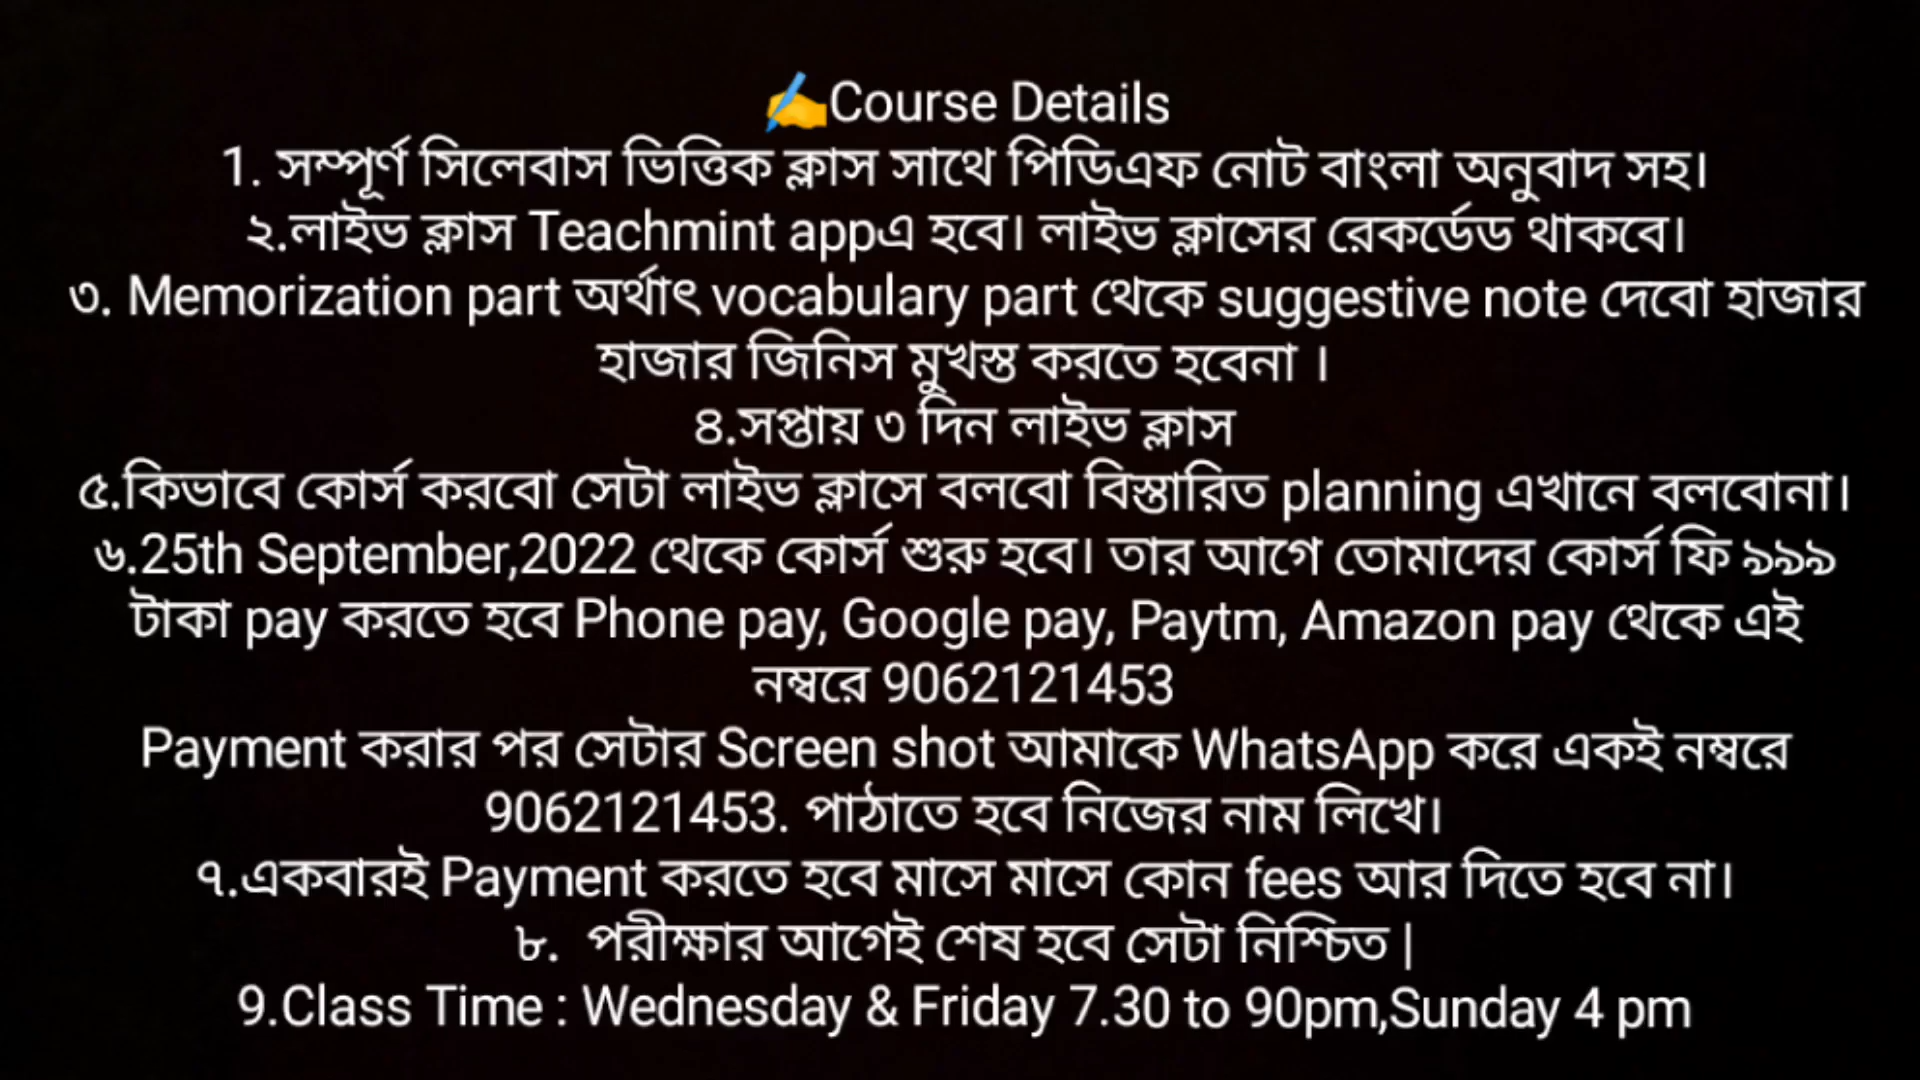 ✍️Course Details
1. সম্পূর্ণ সিলেবাস ভিত্তিক ক্লাস সাথে পিডিএফ নোট বাংলা অনুবাদ সহ।
২.লাইভ ক্লাস Teachmint appএ হবে। লাইভ ক্লাসের রেকর্ডেড থাকবে।
৩. Memorization part অর্থাৎ vocabulary part থেকে suggestive note দেবো হাজার
হাজার জিনিস মুখস্ত করতে হবেনা ।
৪.সপ্তায় ৩ দিন লাইভ ক্লাস
৫.কিভাবে কোর্স করবো সেটা লাইভ ক্লাসে বলবো বিস্তারিত planning এখানে বলবোনা।
৬.25th September,2022 থেকে কোর্স শুরু হবে। তার আগে তোমাদের কোর্স ফি ৯৯৯
টাকা pay করতে হবে Phone pay, Google pay, Paytm, Amazon pay থেকে এই
নম্বরে 9062121453
Payment করার পর সেটার Screen shot আমাকে WhatsApp করে একই নম্বরে
9062121453. পাঠাতে হবে নিজের নাম লিখে।
৭.একবারই Payment করতে হবে মাসে মাসে কোন fees আর দিতে হবে না।
৮. পরীক্ষার আগেই শেষ হবে সেটা নিশ্চিত |
9.Class Time : Wednesday & Friday 7.30 to 90pm,Sunday 4 pm